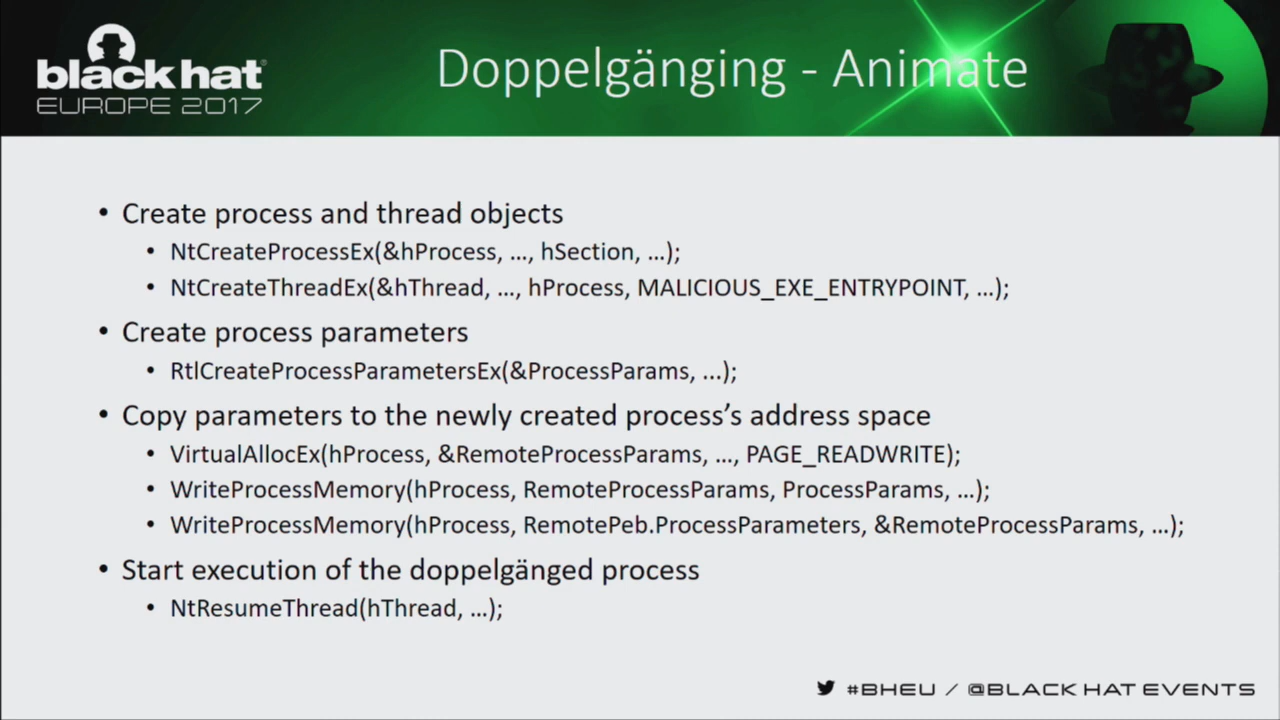 black hat
EUROPE 2017
Doppelgänging - Animate
• Create process and thread objects
• NtCreateProcessEx(&hProcess, …, hSection, …);
• NtCreateThreadEx(&hThread, …, hProcess, MALICIOUS_EXE_ENTRYPOINT, …);
• Create process parameters
• RtlCreateProcessParametersEx(&ProcessParams, ...);
• Copy parameters to the newly created process’s address space
• VirtualAllocEx(hProcess, &RemoteProcessParams, …, PAGE_READWRITE);
• WriteProcessMemory(hProcess, RemoteProcessParams, ProcessParams, …);
• WriteProcessMemory(hProcess, RemotePeb.ProcessParameters, &RemoteProcessParams, …);
• Start execution of the doppelgänged process
• NtResumeThread(hThread, …);
#BHEU / @BLACK HAT EVENTS